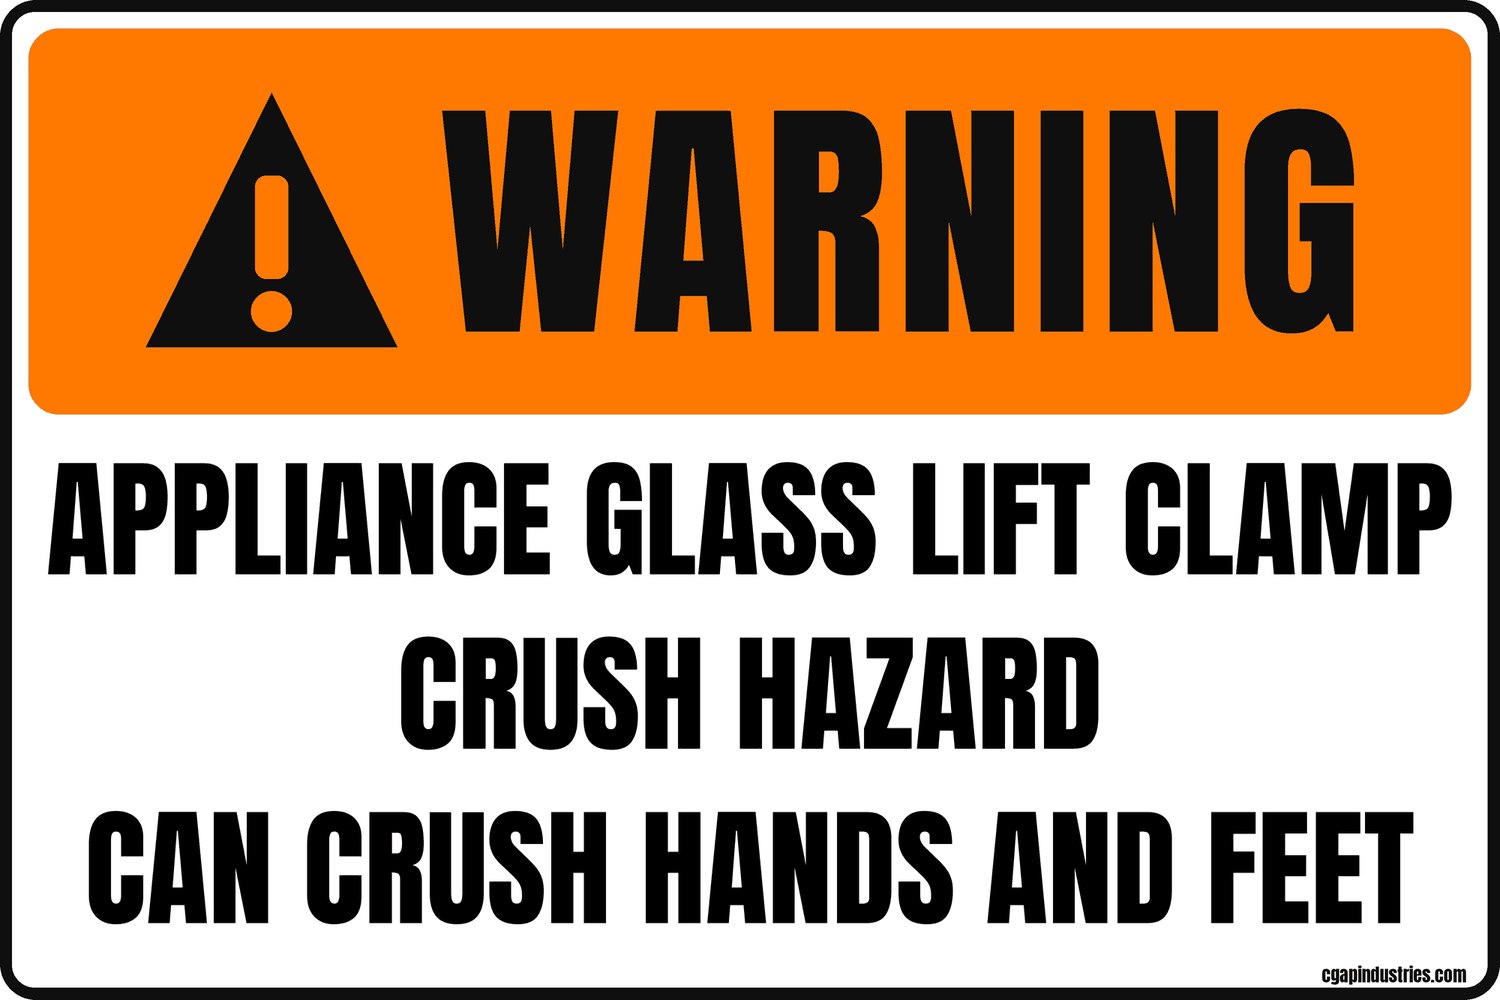 WARNING
APPLIANCE GLASS LIFT CLAMP
CRUSH HAZARD
CAN CRUSH HANDS AND FEET
cgapindustries.com